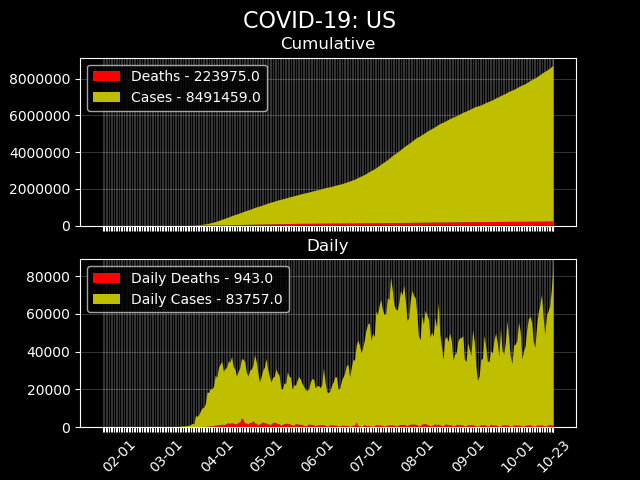 COVID-19: US
Cumulative
Deaths - 223975.0
Cases - 8491459.0
8000000
6000000
4000000
2000000
0
Daily
Daily Deaths - 943.0
Daily Cases - 83757.0
80000
60000
40000
20000
0
02-01 03-01 04-01 05-01 06-01 07-01 08-01 09-01 10-01 10-23